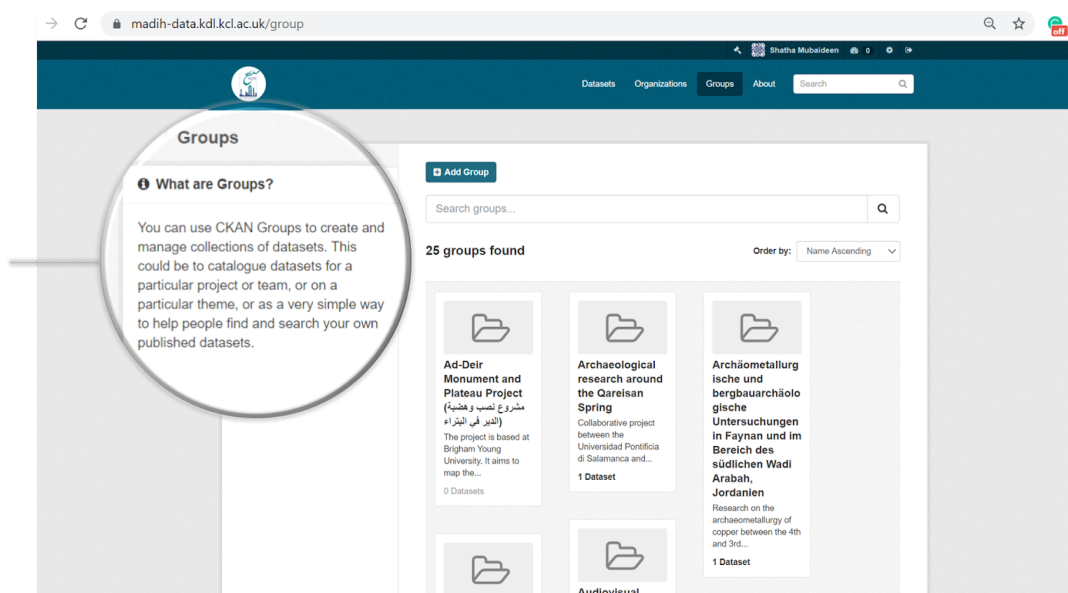 madih-data.kdl.kcl.ac.uk/group
off
Shatha Mubaideen 0
Datasets Organizations Groups About Search
Groups
What are Groups?
You can use CKAN Groups to create and
manage collections of datasets. This
could be to catalogue datasets for a
particular project or team, or on a
particular theme, or as a very simple way
to help people find and search your own
published datasets.
Add Group
Search groups...
25 groups found
Order by: Name Ascending
Ad-Deir
Monument and
Plateau Project
(مشروع نصب وهضبة
الدير في البتراء)
The project is based at
Brigham Young
University. It aims to
map the...
0 Datasets
Archaeological
research around
the Qareisan
Spring
Collaborative project
between the
Universidad Pontificia
di Salamanca and...
1 Dataset
Archäometallurg
ische und
bergbauarchäolo
gische
Untersuchungen
in Faynan und im
Bereich des
südlichen Wadi
Arabah,
Jordanien
Research on the
archaeometallurgy of
copper between the 4th
and 3rd...
1 Dataset
Audiovisual